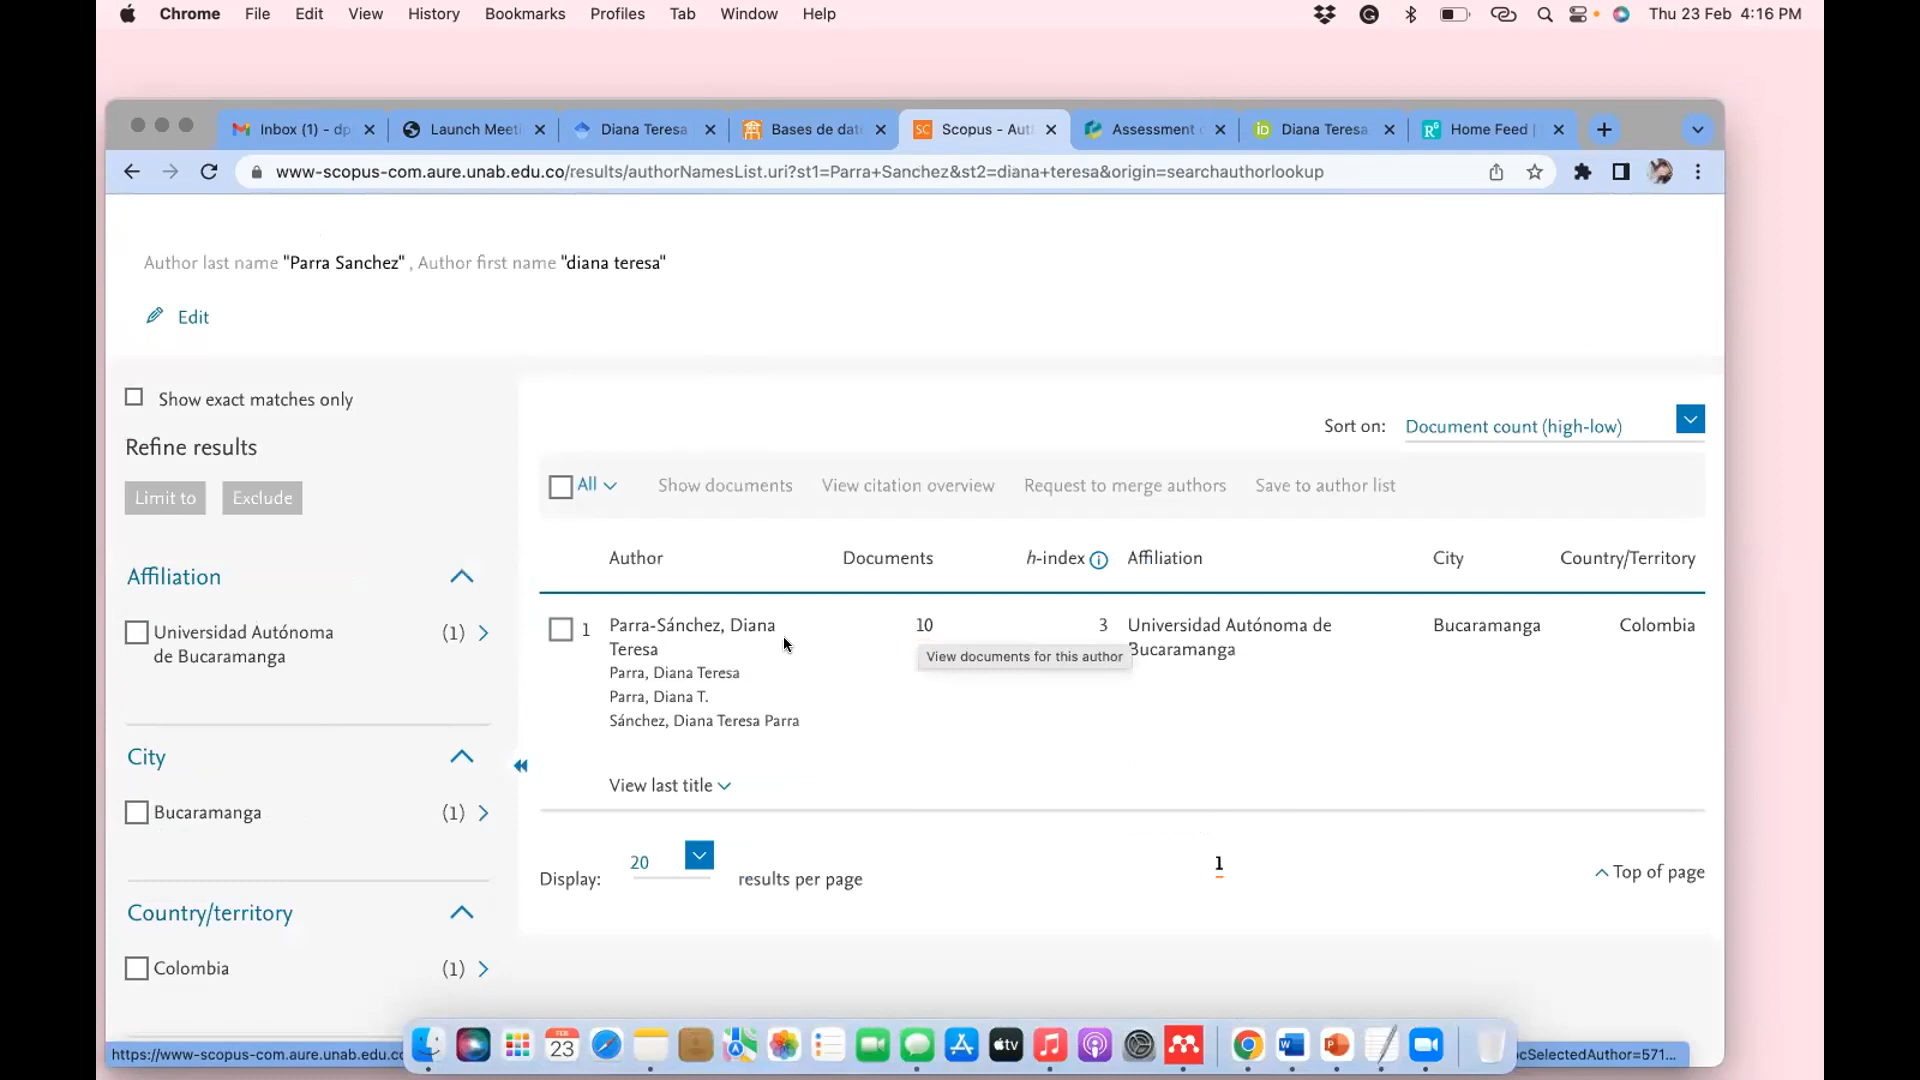 Chrome File Edit View History Bookmarks Profiles Tab Window Help Thu 23 Feb 4:16 PM
Inbox (1) - dp Launch Meeti Diana Teresa Bases de dat Scopus - Aut Assessment Diana Teresa Home Feed |
www-scopus-com.aure.unab.edu.co/results/authorNamesList.uri?st1=Parra+Sanchez&st2=diana+teresa&origin=searchauthorlookup
Author last name "Parra Sanchez" , Author first name "diana teresa"
Edit
Show exact matches only
Refine results
Limit to Exclude
Affiliation
Universidad Autónoma (1)
de Bucaramanga
City
Bucaramanga (1)
Country/territory
Colombia (1)
Sort on: Document count (high-low)
All Show documents View citation overview Request to merge authors Save to author list
Author Documents h-index Affiliation City Country/Territory
1 Parra-Sánchez, Diana 10 3 Universidad Autónoma de Bucaramanga Colombia
Teresa View documents for this author Bucaramanga
Parra, Diana Teresa
Parra, Diana T.
Sánchez, Diana Teresa Parra
View last title
Display: 20 results per page 1 Top of page
FEB
23
tv
https://www-scopus-com.aure.unab.edu.co
cSelectedAuthor=571...